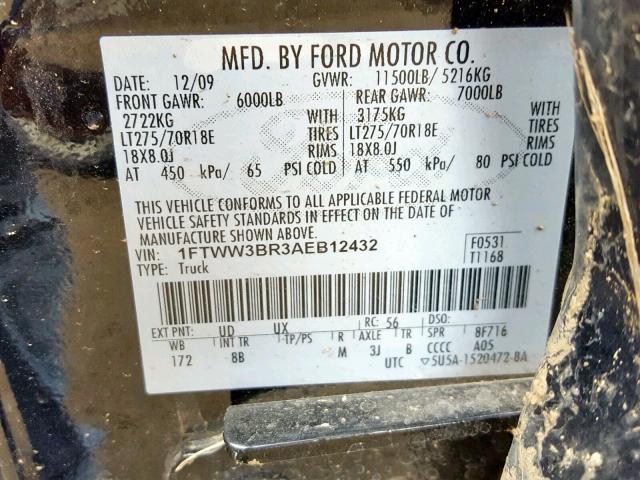 MFD. BY FORD MOTOR CO.
DATE: 12/09 GVWR: 11500LB/ 5216KG
FRONT GAWR: 6000LB REAR GAWR: 7000LB
2722KG WITH 3175KG WITH
LT275/70R18E TIRES LT275/70R18E TIRES
18X8.0J RIMS 18X8.0J RIMS
AT 450 kPa/ 65 PSI COLD AT 550 kPa/ 80 PSI COLD
THIS VEHICLE CONFORMS TO ALL APPLICABLE FEDERAL MOTOR
VEHICLE SAFETY STANDARDS IN EFFECT ON THE DATE OF
MANUFACTURE SHOWN ABOVE.
VIN: 1FTWW3BR3AEB12432 F0531
TYPE: Truck T1168
EXT PNT: UD UX RC: 56 DSO:
WB INT TR TP/PS R AXLE TR SPR 8F716
172 8B M 3J B CCCC A05
UTC ▽5U5A-1520472-BA